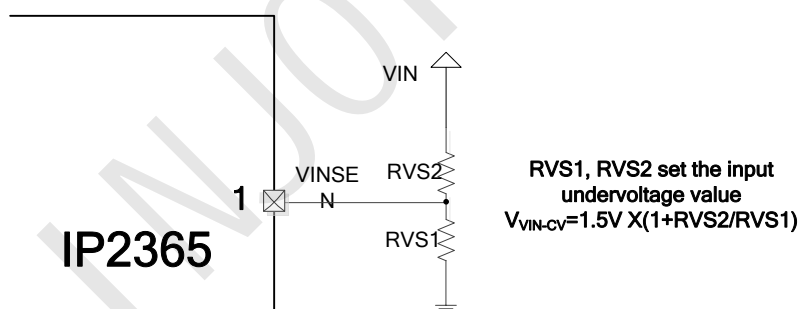 VIN
VINSE
N
RVS2
1
RVS1
IP2365
RVS1, RVS2 set the input
undervoltage value
VVIN-CV=1.5V X(1+RVS2/RVS1)
INJO